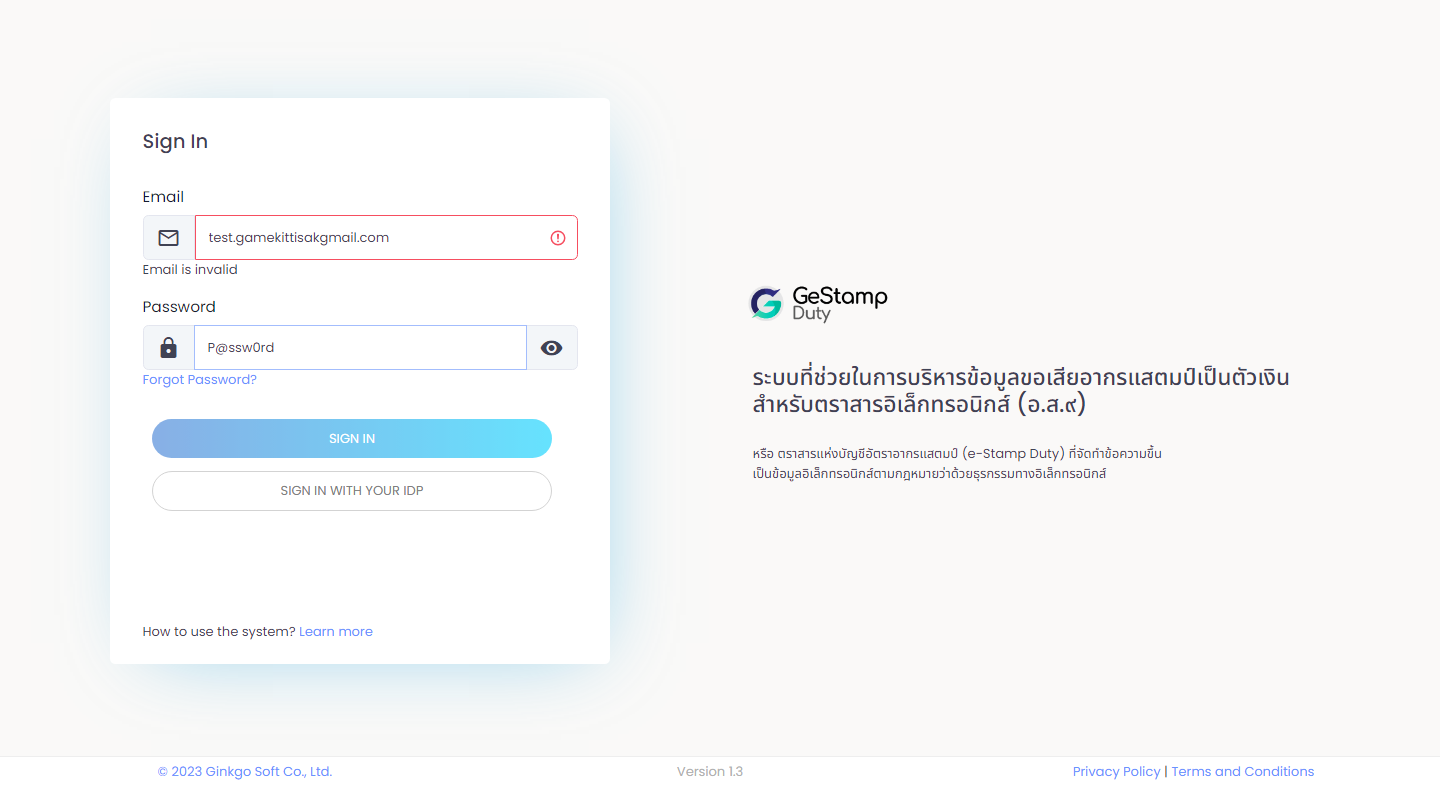 Sign In
Email
test.gamekittisakgmail.com
Email is invalid
Password
P@ssw0rd
Forgot Password?
SIGN IN
SIGN IN WITH YOUR IDP
How to use the system? Learn more
GeStamp
Duty
ระบบที่ช่วยในการบริหารข้อมูลขอเสียอากรแสตมป์เป็นตัวเงิน
สำหรับตราสารอิเล็กทรอนิกส์ (อ.ส.๙)
หรือ ตราสารแห่งบัญชีอัตราอากรแสตมป์ (e-Stamp Duty) ที่จัดทำข้อความขึ้น
เป็นข้อมูลอิเล็กทรอนิกส์ตามกฎหมายว่าด้วยธุรกรรมทางอิเล็กทรอนิกส์
© 2023 Ginkgo Soft Co., Ltd.
Version 1.3
Privacy Policy | Terms and Conditions